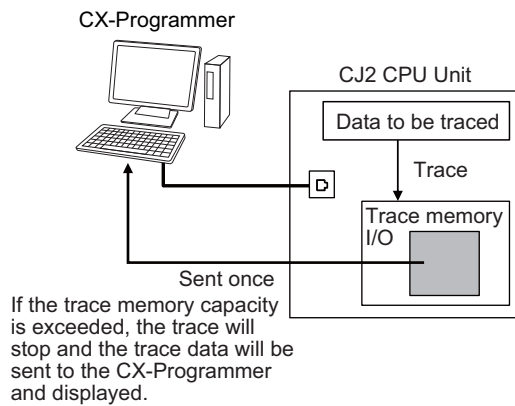 CX-Programmer
CJ2 CPU Unit
Data to be traced
Trace
Trace memory
I/O
Sent once
If the trace memory capacity
is exceeded, the trace will
stop and the trace data will be
sent to the CX-Programmer
and displayed.